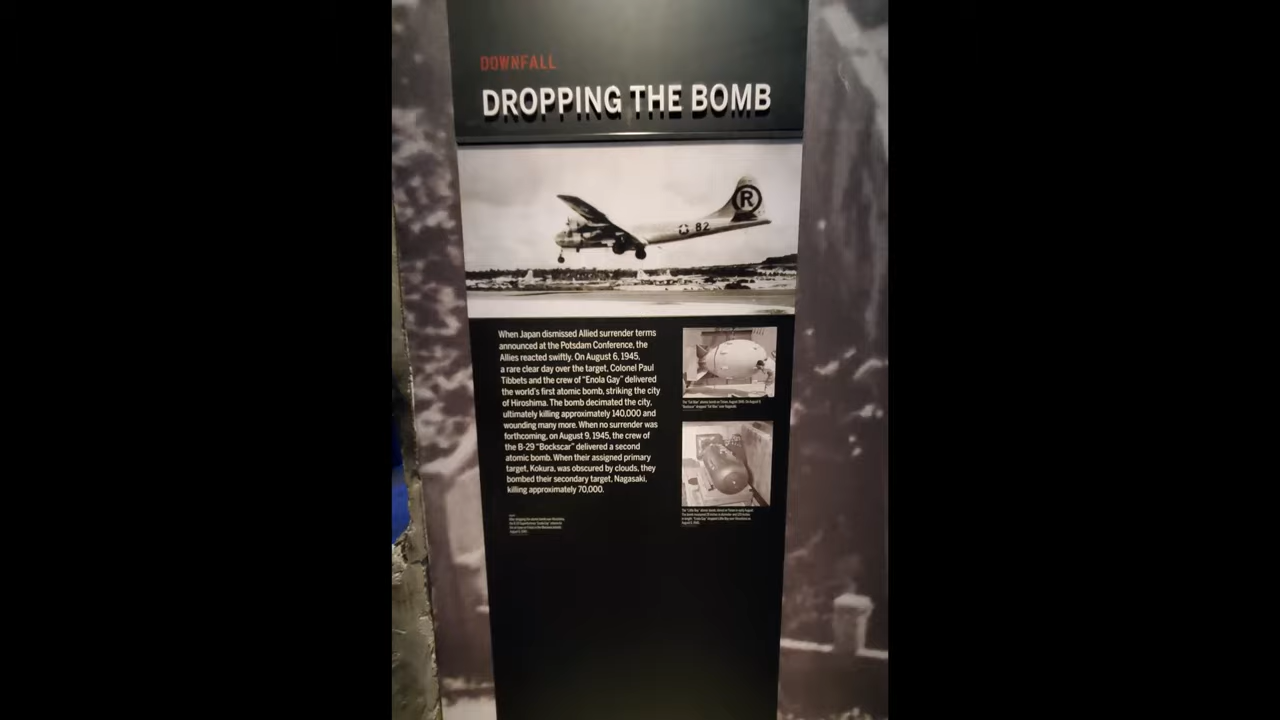 DOWNFALL
DROPPING THE BOMB
R
82
When Japan dismissed Allied surrender terms
announced at the Potsdam Conference, the
Allies reacted swiftly. On August 6, 1945,
a rare clear day over the target, Colonel Paul
Tibbets and the crew of “Enola Gay” delivered
the world’s first atomic bomb, striking the city
of Hiroshima. The bomb decimated the city,
ultimately killing approximately 140,000 and
wounding many more. When no surrender was
forthcoming, on August 9, 1945, the crew of
the B-29 “Bockscar” delivered a second
atomic bomb. When their assigned primary
target, Kokura, was obscured by clouds, they
bombed their secondary target, Nagasaki,
killing approximately 70,000.